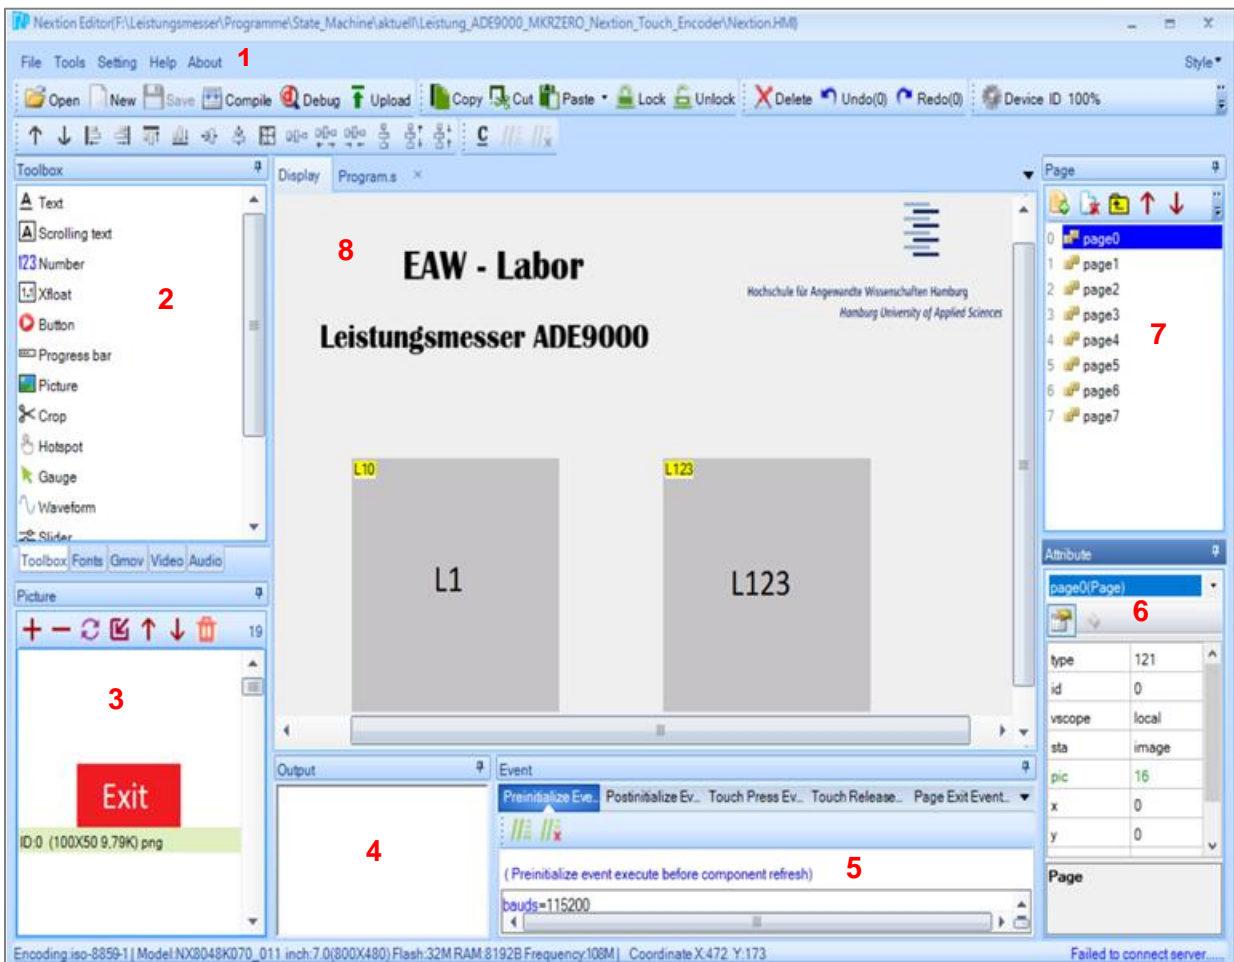 Nextion Editor(F:\Leistungsmesser\Programme\State_Machine\aktuell\Leistung_ADE9000_MKRZERO_Nextion_Touch_Encoder\Nextion.HMI)
File Tools Setting Help About 1 Style
Open New Save Compile Debug Upload Copy Cut Paste Lock Unlock Delete Undo(0) Redo(0) Device ID 100%
Toolbox
A Text
A Scrolling text
123 Number
1.1 Xfloat
Button
Progress bar
Picture
Crop
Hotspot
Gauge
Waveform
Slider
2
Toolbox Fonts Gmov Video Audio
Picture
19
3
Exit
ID:0 (100X50 9,79K) png
Display Program.s ×
8
EAW - Labor
Leistungsmesser ADE9000
Hochschule für Angewandte Wissenschaften Hamburg
Hamburg University of Applied Sciences
L10
L1
L123
L123
Output
4
Event
Preinitialize Eve... Postinitialize Ev... Touch Press Ev... Touch Release... Page Exit Event...
( Preinitialize event execute before component refresh)
5
bauds=115200
Page
0 page0
1 page1
2 page2
3 page3
4 page4
5 page5
6 page6
7 page7
7
Attribute
page0(Page)
6
type 121
id 0
vscope local
sta image
pic 16
x 0
y 0
Page
Encoding:iso-8859-1 | Model:NX8048K070_011 inch:7.0(800X480) Flash:32M RAM:8192B Frequency:108M | Coordinate X:472 Y:173
Failed to connect server......